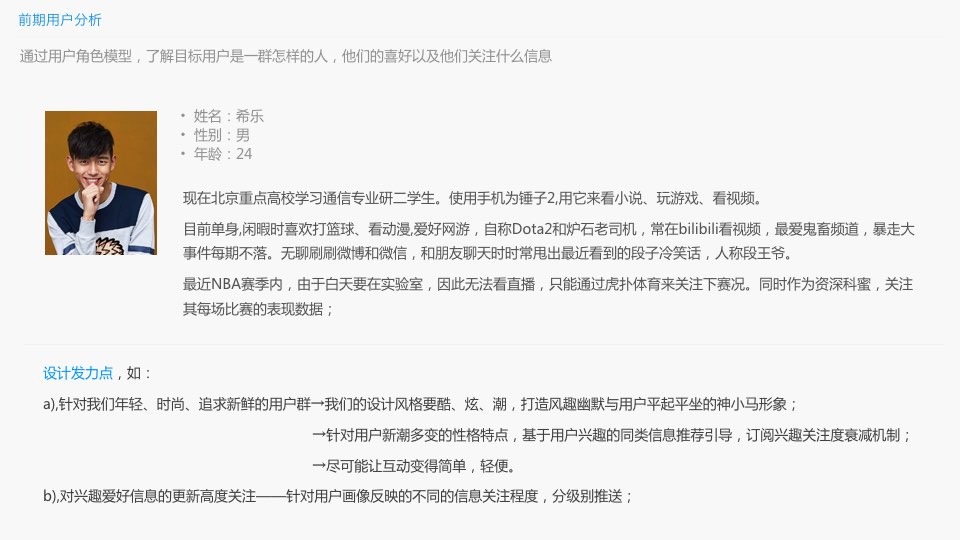 前期用户分析
通过用户角色模型，了解目标用户是一群怎样的人，他们的喜好以及他们关注什么信息
• 姓名：希乐
• 性别：男
• 年龄：24
现在北京重点高校学习通信专业研二学生。使用手机为锤子2,用它来看小说、玩游戏、看视频。
目前单身,闲暇时喜欢打篮球、看动漫,爱好网游，自称Dota2和炉石老司机，常在bilibili看视频，最爱鬼畜频道，暴走大
事件每期不落。无聊刷刷微博和微信，和朋友聊天时时常甩出最近看到的段子冷笑话，人称段王爷。
最近NBA赛季内，由于白天要在实验室，因此无法看直播，只能通过虎扑体育来关注下赛况。同时作为资深科蜜，关注
其每场比赛的表现数据；
设计发力点，如：
a),针对我们年轻、时尚、追求新鲜的用户群→我们的设计风格要酷、炫、潮，打造风趣幽默与用户平起平坐的神小马形象；
→针对用户新潮多变的性格特点，基于用户兴趣的同类信息推荐引导，订阅兴趣关注度衰减机制；
→尽可能让互动变得简单，轻便。
b),对兴趣爱好信息的更新高度关注——针对用户画像反映的不同的信息关注程度，分级别推送；